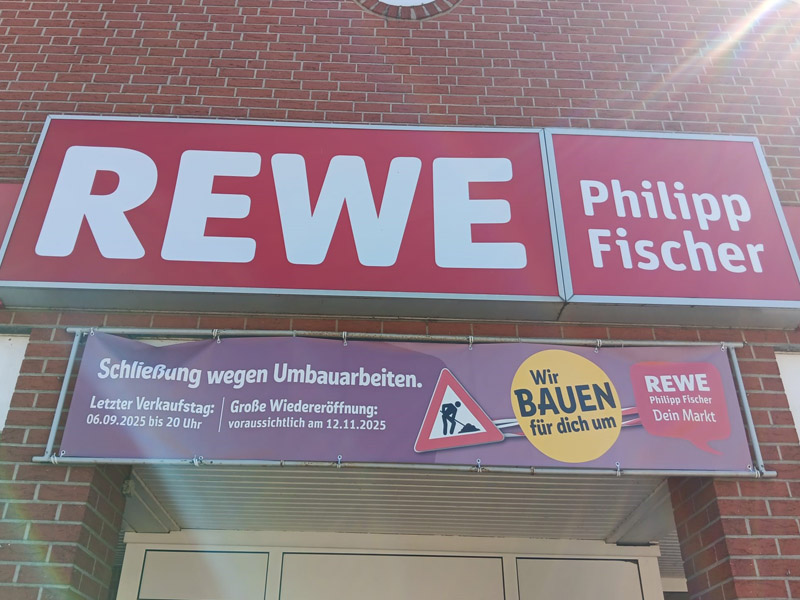 REWE
Philipp
Fischer
Schließung wegen Umbauarbeiten.
Letzter Verkaufstag:
06.09.2025 bis 20 Uhr
Große Wiedereröffnung:
voraussichtlich am 12.11.2025
Wir
BAUEN
für dich um
REWE
Philipp Fischer
Dein Markt